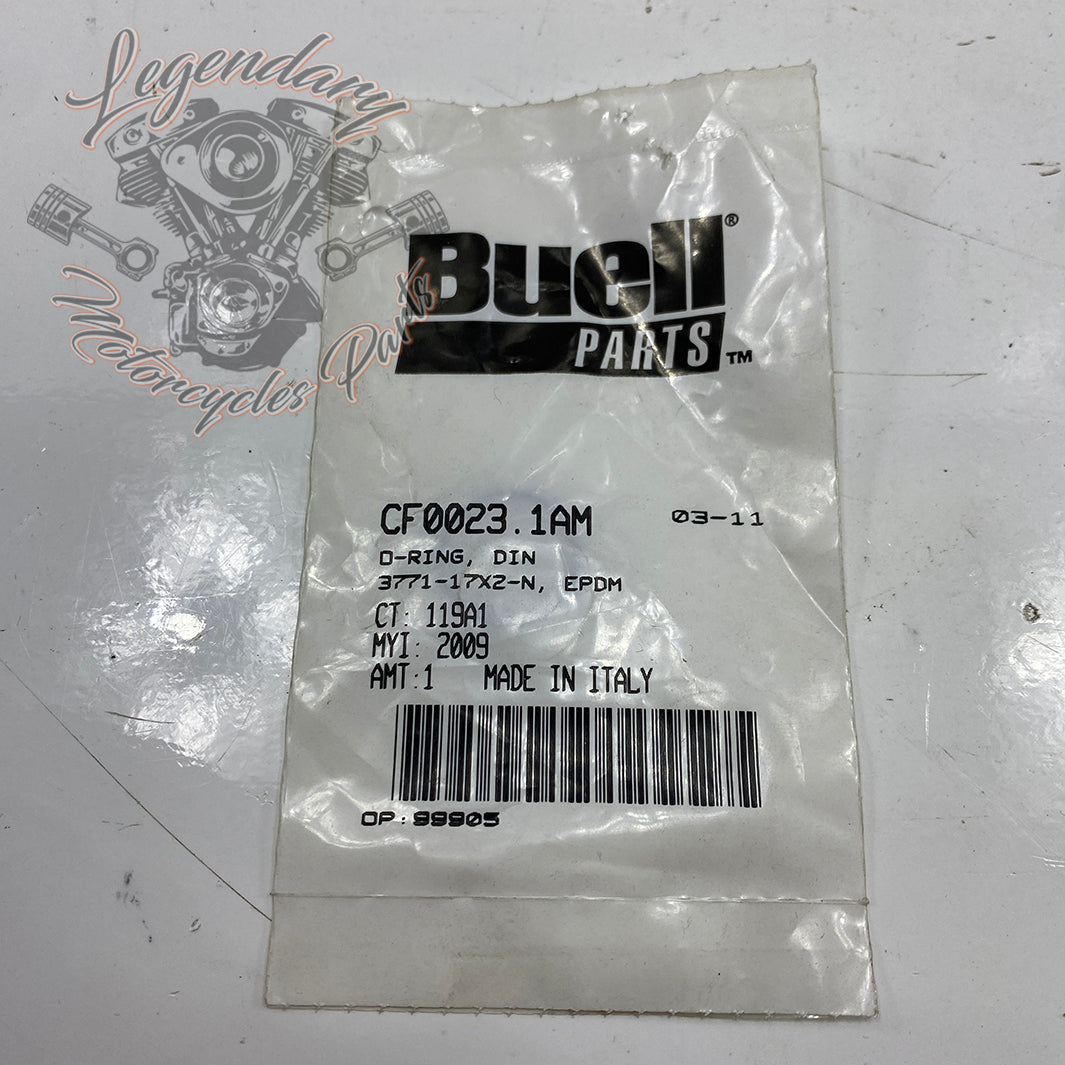 Legendary
Motorcycles Parts
Buell®
PARTS™
CF0023.1AM 03-11
O-RING, DIN
3771-17X2-N, EPDM
CT: 119A1
MYI: 2009
AMT:1 MADE IN ITALY
OP:99905